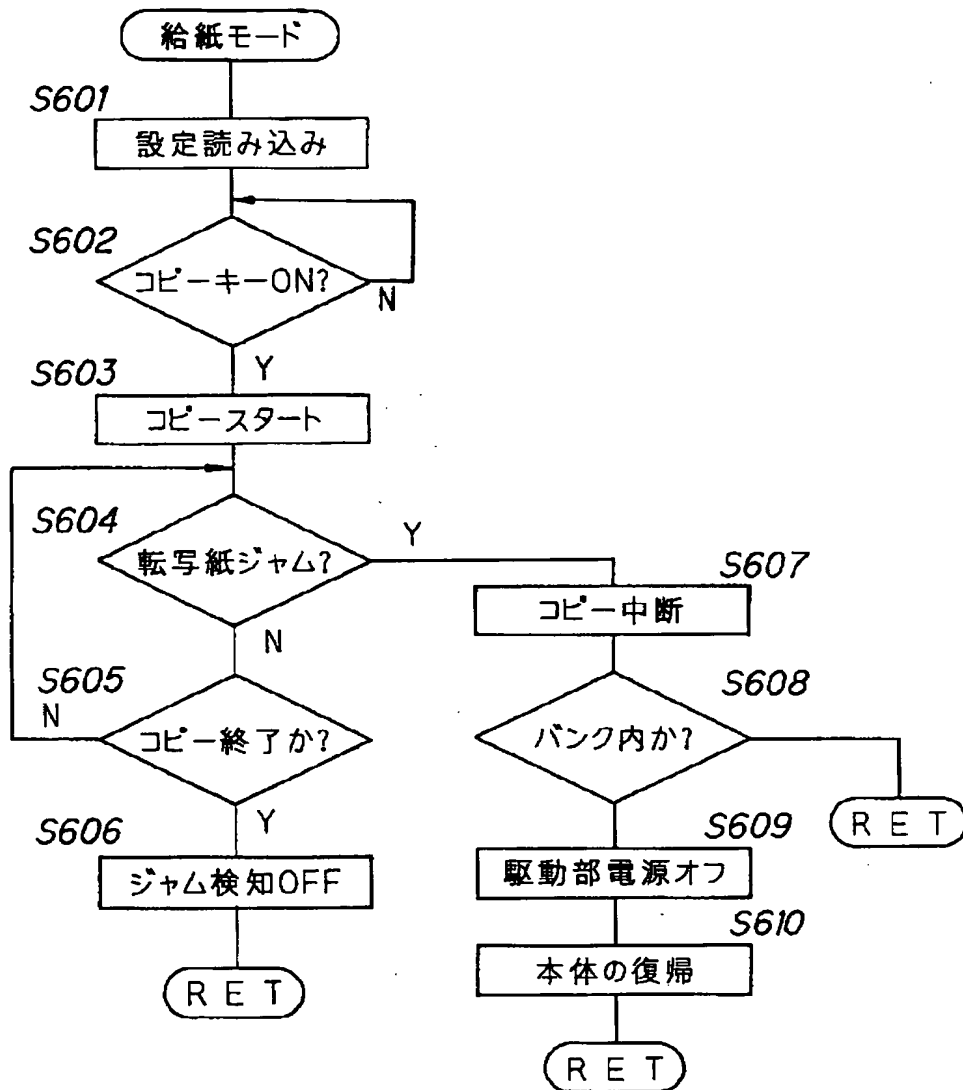 給紙モード
S601
設定読み込み
S602
コピーキーON?
N
Y
S603
コピースタート
S604
転写紙ジャム?
Y
N
S605
N
コピー終了か?
Y
S606
ジャム検知OFF
RET
S607
コピー中断
S608
バンク内か?
RET
S609
駆動部電源オフ
S610
本体の復帰
RET